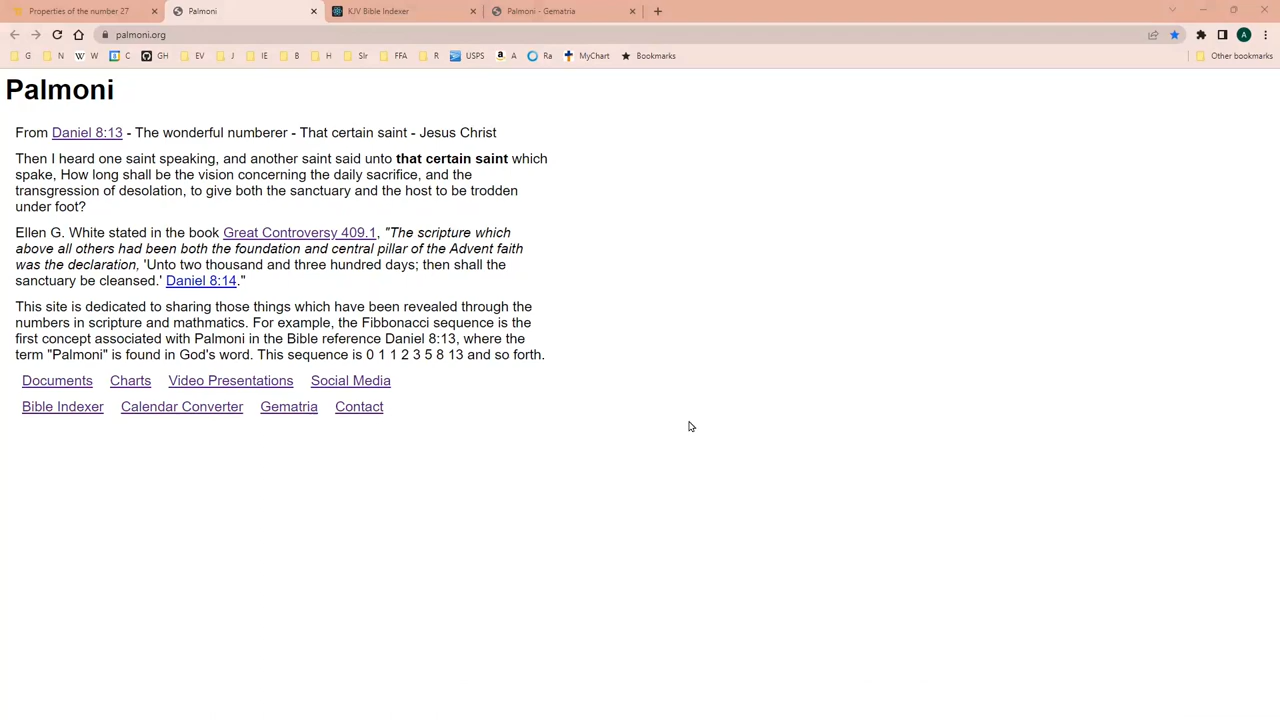 Properties of the number 27
Palmoni
KJV Bible Indexer
Palmoni - Gematria
palmoni.org
G N W C GH EV J IE B H Slr FFA R USPS A Ra MyChart Bookmarks Other bookmarks
Palmoni
From Daniel 8:13 - The wonderful numberer - That certain saint - Jesus Christ
Then I heard one saint speaking, and another saint said unto that certain saint which
spake, How long shall be the vision concerning the daily sacrifice, and the
transgression of desolation, to give both the sanctuary and the host to be trodden
under foot?
Ellen G. White stated in the book Great Controversy 409.1, "The scripture which
above all others had been both the foundation and central pillar of the Advent faith
was the declaration, 'Unto two thousand and three hundred days; then shall the
sanctuary be cleansed.' Daniel 8:14."
This site is dedicated to sharing those things which have been revealed through the
numbers in scripture and mathmatics. For example, the Fibbonacci sequence is the
first concept associated with Palmoni in the Bible reference Daniel 8:13, where the
term "Palmoni" is found in God's word. This sequence is 0 1 1 2 3 5 8 13 and so forth.
Documents Charts Video Presentations Social Media
Bible Indexer Calendar Converter Gematria Contact